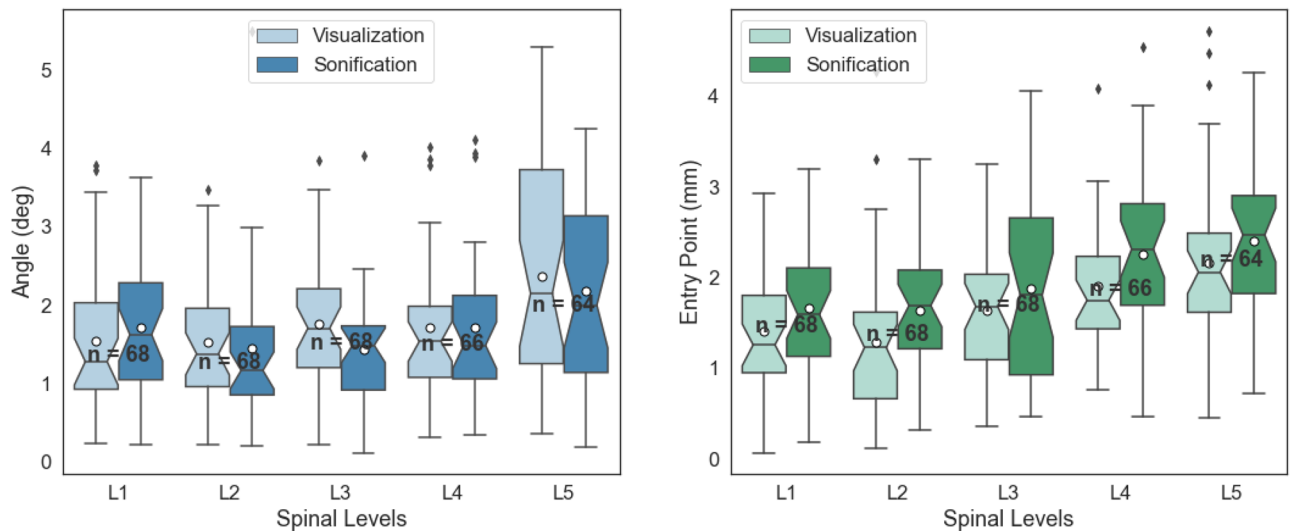 Visualization
Sonification
Angle (deg)
5
4
3
2
1
0
n = 68
n = 68
n = 68
n = 66
n = 64
L1 L2 L3 L4 L5
Spinal Levels
Visualization
Sonification
Entry Point (mm)
4
3
2
1
0
n = 68
n = 68
n = 68
n = 66
n = 64
L1 L2 L3 L4 L5
Spinal Levels